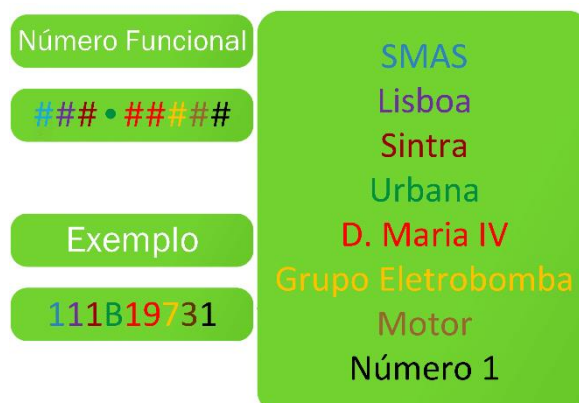 Número Funcional
###•#####
Exemplo
111B19731
SMAS
Lisboa
Sintra
Urbana
D. Maria IV
Grupo Eletrobomba
Motor
Número 1